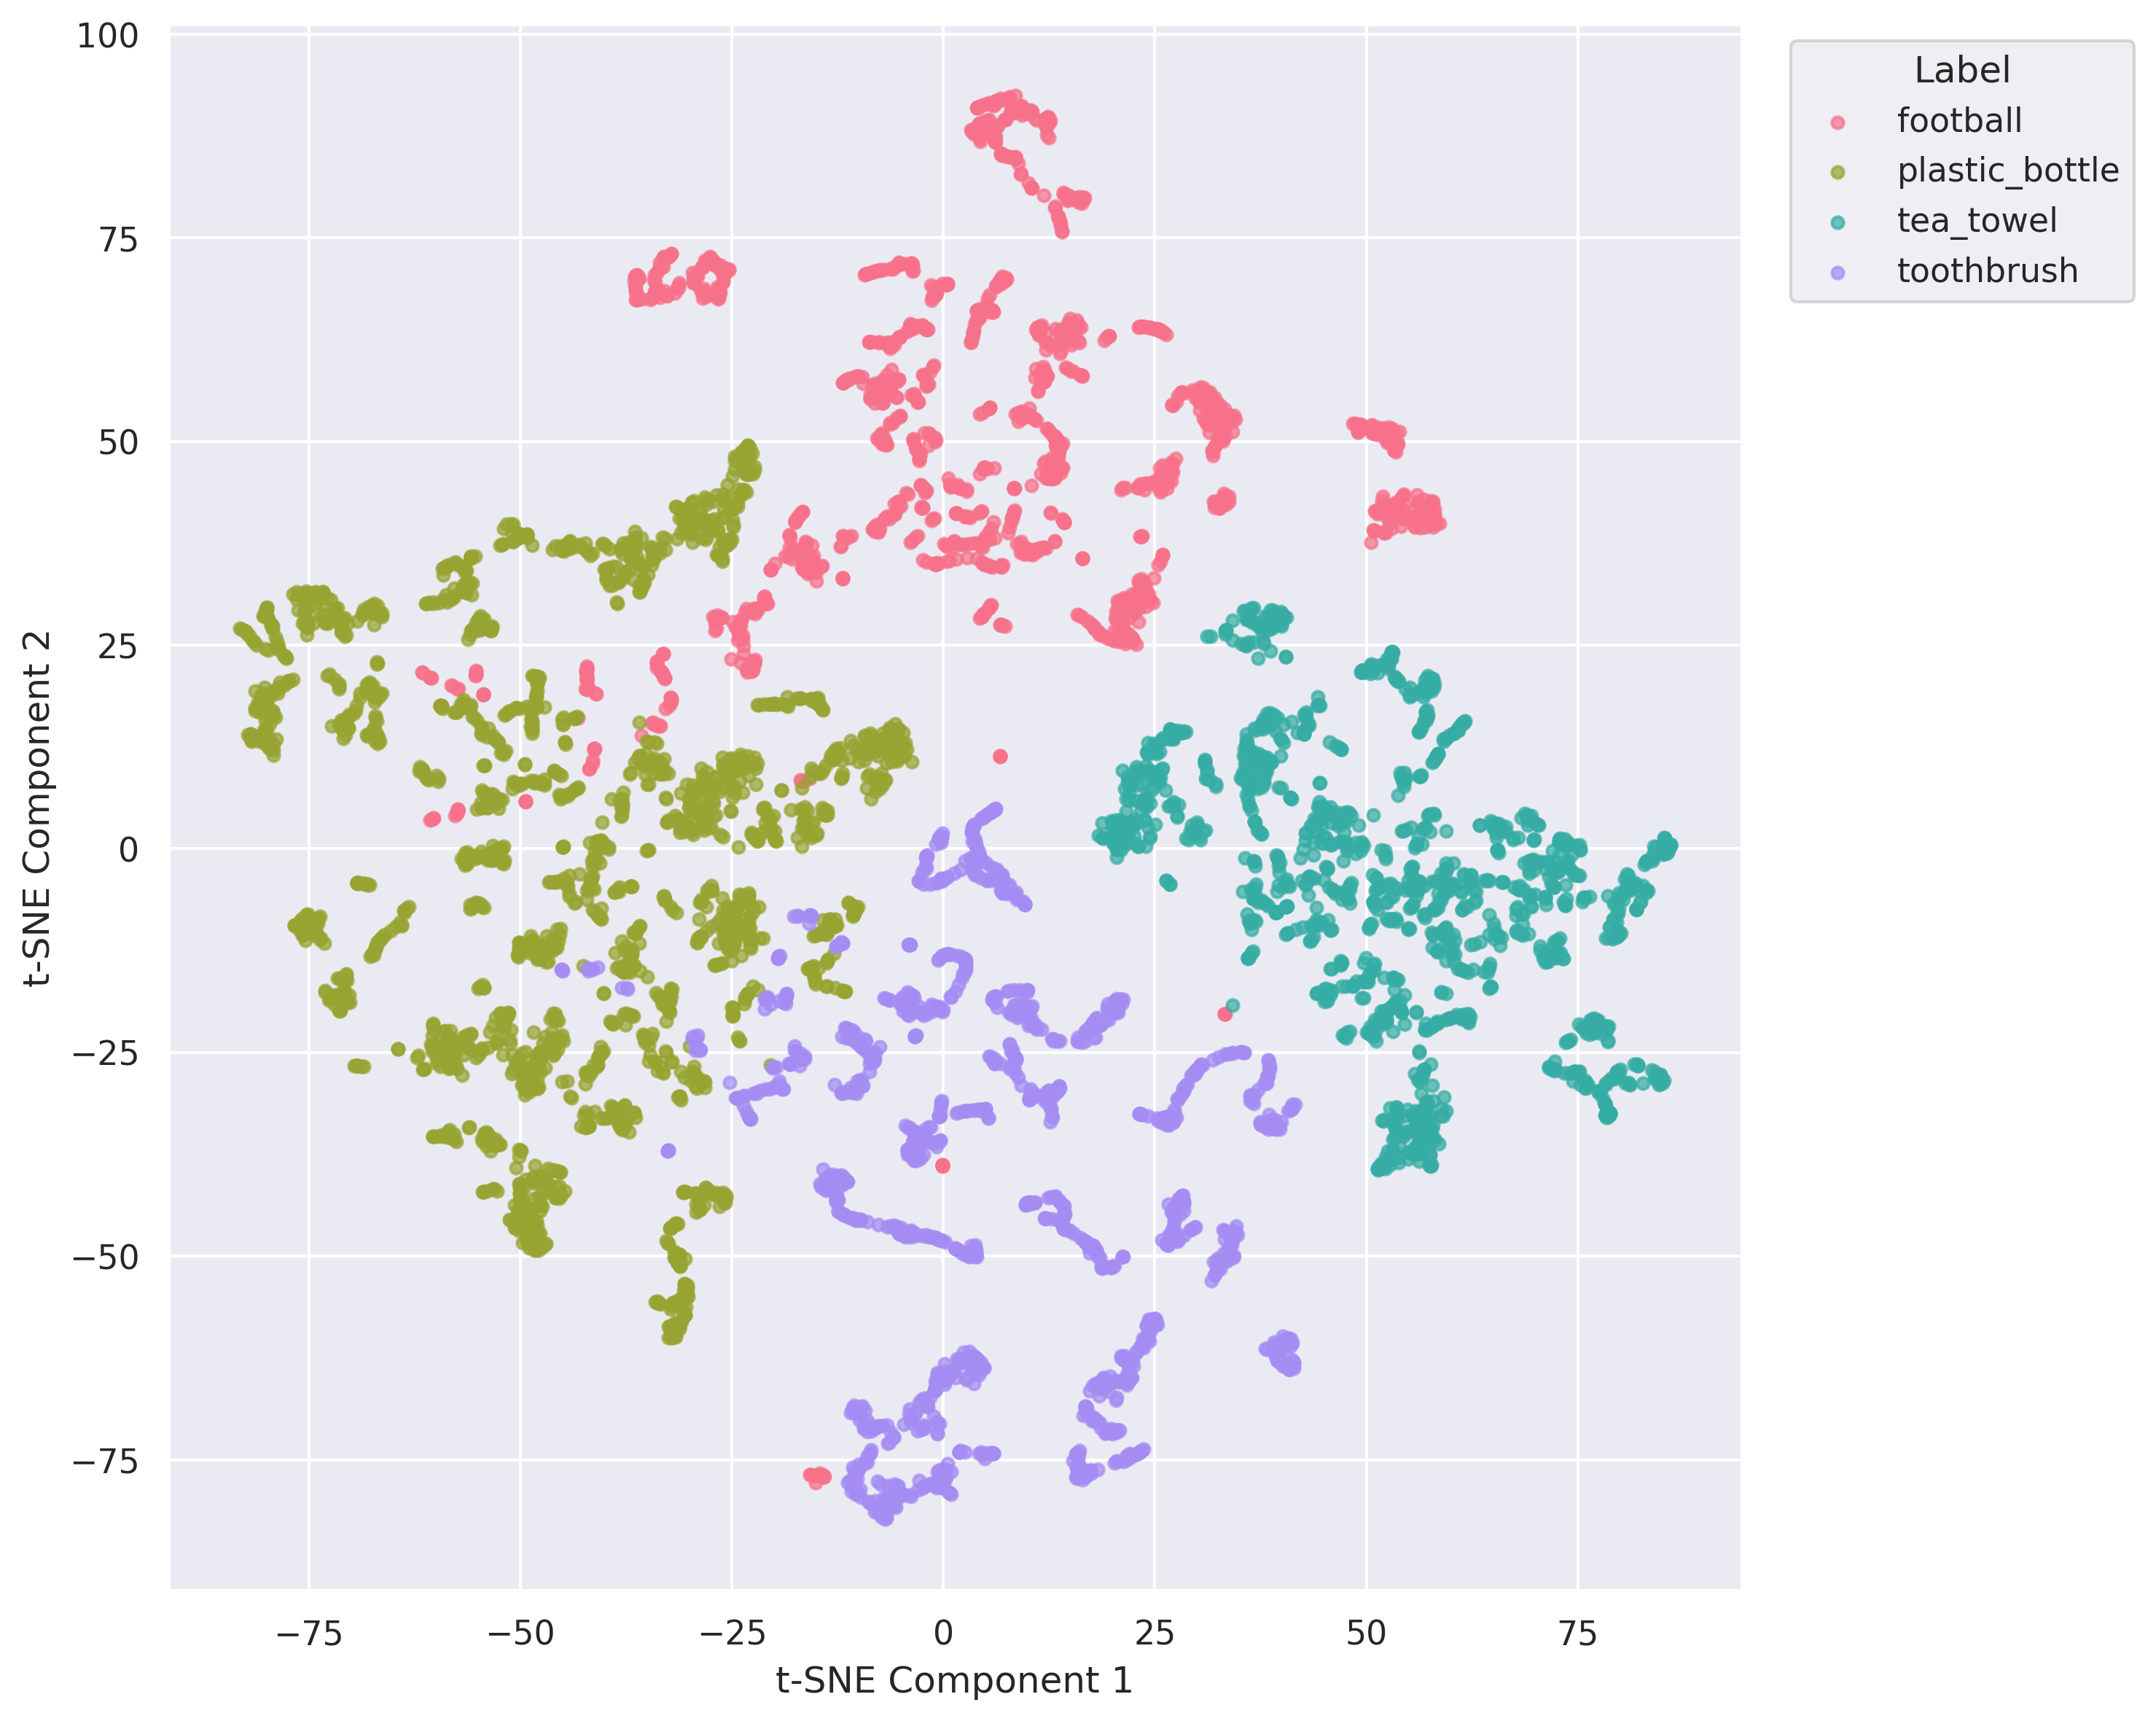 100
75
50
25
0
−25
−50
−75
−75
−50
−25
0
25
50
75
t-SNE Component 1
t-SNE Component 2
Label
football
plastic_bottle
tea_towel
toothbrush